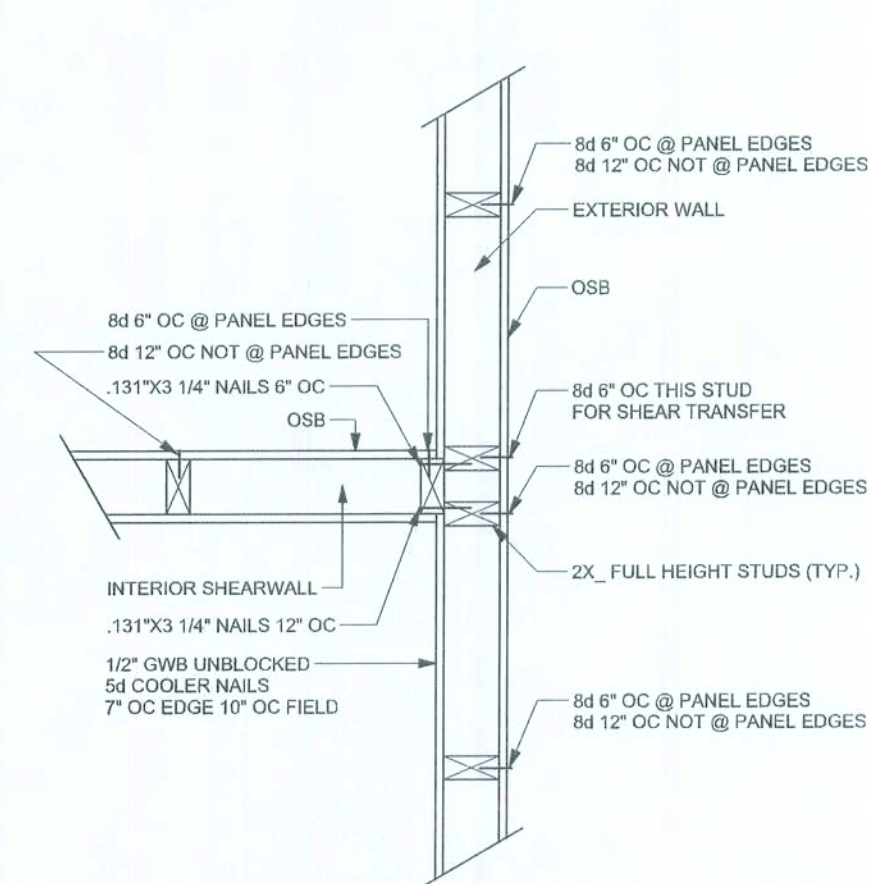 8d 6" OC @ PANEL EDGES
8d 12" OC NOT @ PANEL EDGES
EXTERIOR WALL
OSB
8d 6" OC @ PANEL EDGES
8d 12" OC NOT @ PANEL EDGES
.131"X3 1/4" NAILS 6" OC
OSB
8d 6" OC THIS STUD
FOR SHEAR TRANSFER
8d 6" OC @ PANEL EDGES
8d 12" OC NOT @ PANEL EDGES
2X_ FULL HEIGHT STUDS (TYP.)
INTERIOR SHEARWALL
.131"X3 1/4" NAILS 12" OC
1/2" GWB UNBLOCKED
5d COOLER NAILS
7" OC EDGE 10" OC FIELD
8d 6" OC @ PANEL EDGES
8d 12" OC NOT @ PANEL EDGES